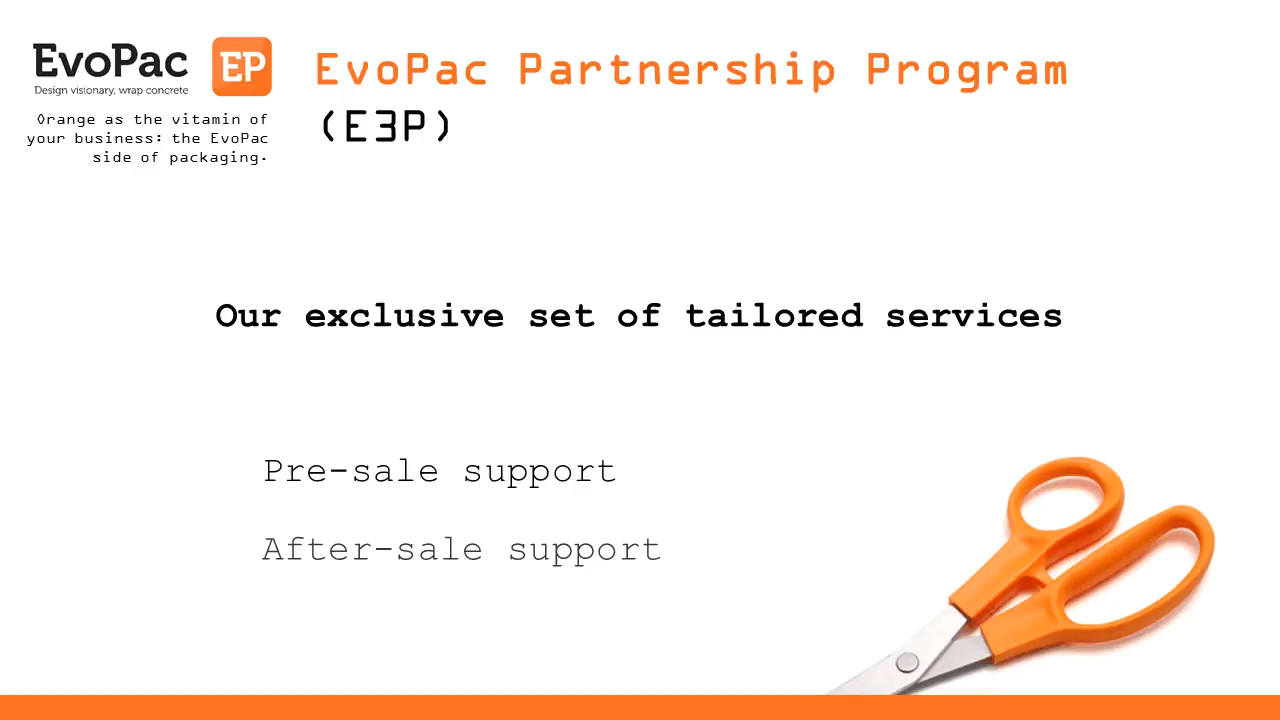 EvoPac
EP
Design visionary, wrap concrete
Orange as the vitamin of
your business: the EvoPac
side of packaging.
EvoPac Partnership Program
(E3P)
Our exclusive set of tailored services
Pre-sale support
After-sale support